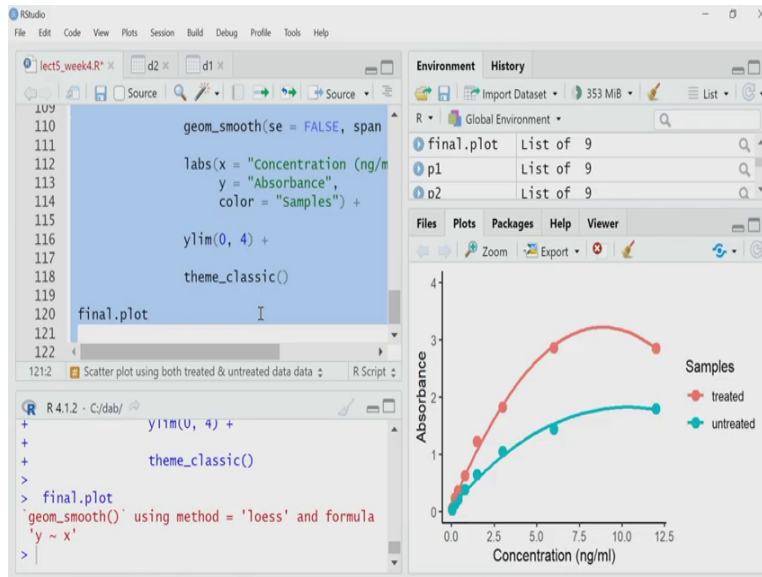 RStudio
File Edit Code View Plots Session Build Debug Profile Tools Help
lect5_week4.R* × d2 × d1 ×
Source Source
109
110 geom_smooth(se = FALSE, span
111
112 labs(x = "Concentration (ng/m
113 y = "Absorbance",
114 color = "Samples") +
115
116 ylim(0, 4) +
117
118 theme_classic()
119
120 final.plot
121
122
121:2 Scatter plot using both treated & untreated data data R Script
R 4.1.2 · C:/dab/
+ ylim(0, 4) +
+
+ theme_classic()
>
> final.plot
`geom_smooth()` using method = 'loess' and formula
'y ~ x'
>
Environment History
Import Dataset 353 MiB List
R Global Environment
final.plot List of 9
p1 List of 9
p2 List of 9
Files Plots Packages Help Viewer
Zoom Export
4
3
2
1
0
Absorbance
0.0 2.5 5.0 7.5 10.0 12.5
Concentration (ng/ml)
Samples
treated
untreated